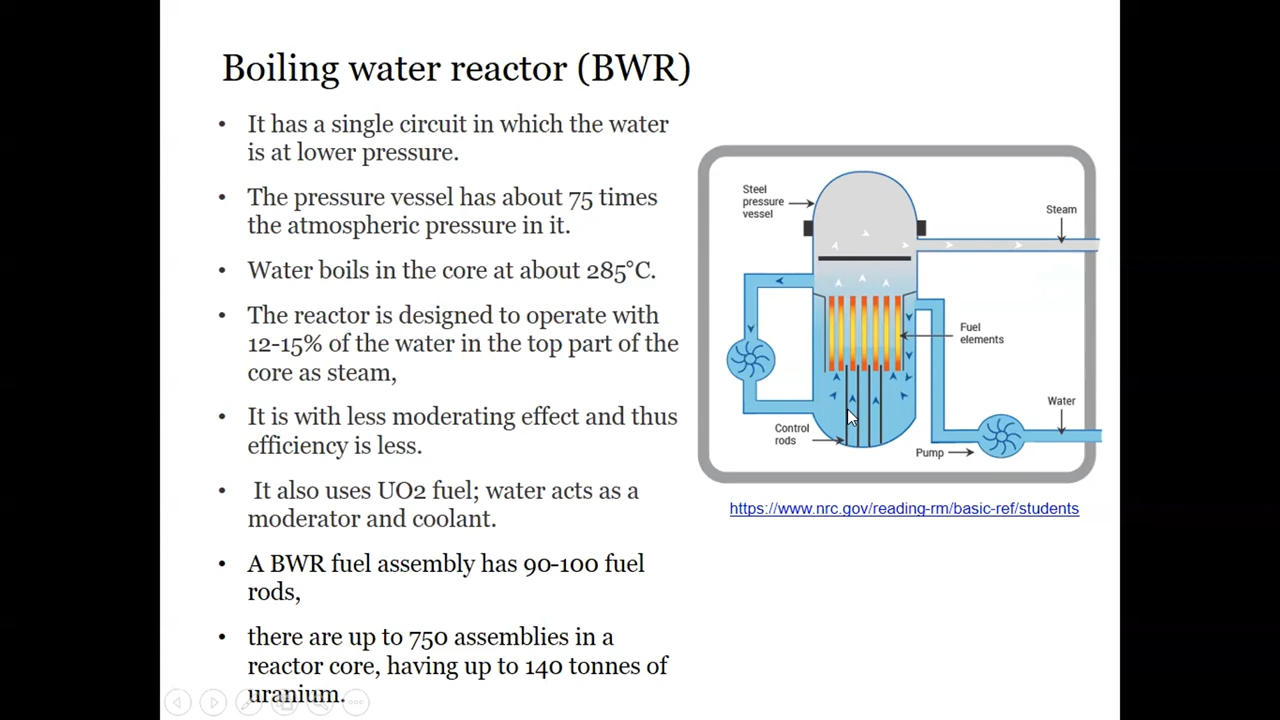 Boiling water reactor (BWR)
• It has a single circuit in which the water
is at lower pressure.
• The pressure vessel has about 75 times
the atmospheric pressure in it.
• Water boils in the core at about 285°C.
• The reactor is designed to operate with
12-15% of the water in the top part of the
core as steam,
• It is with less moderating effect and thus
efficiency is less.
• It also uses UO2 fuel; water acts as a
moderator and coolant.
• A BWR fuel assembly has 90-100 fuel
rods,
• there are up to 750 assemblies in a
reactor core, having up to 140 tonnes of
uranium.
Steel
pressure
vessel
Steam
Fuel
elements
Water
Control
rods
Pump
https://www.nrc.gov/reading-rm/basic-ref/students